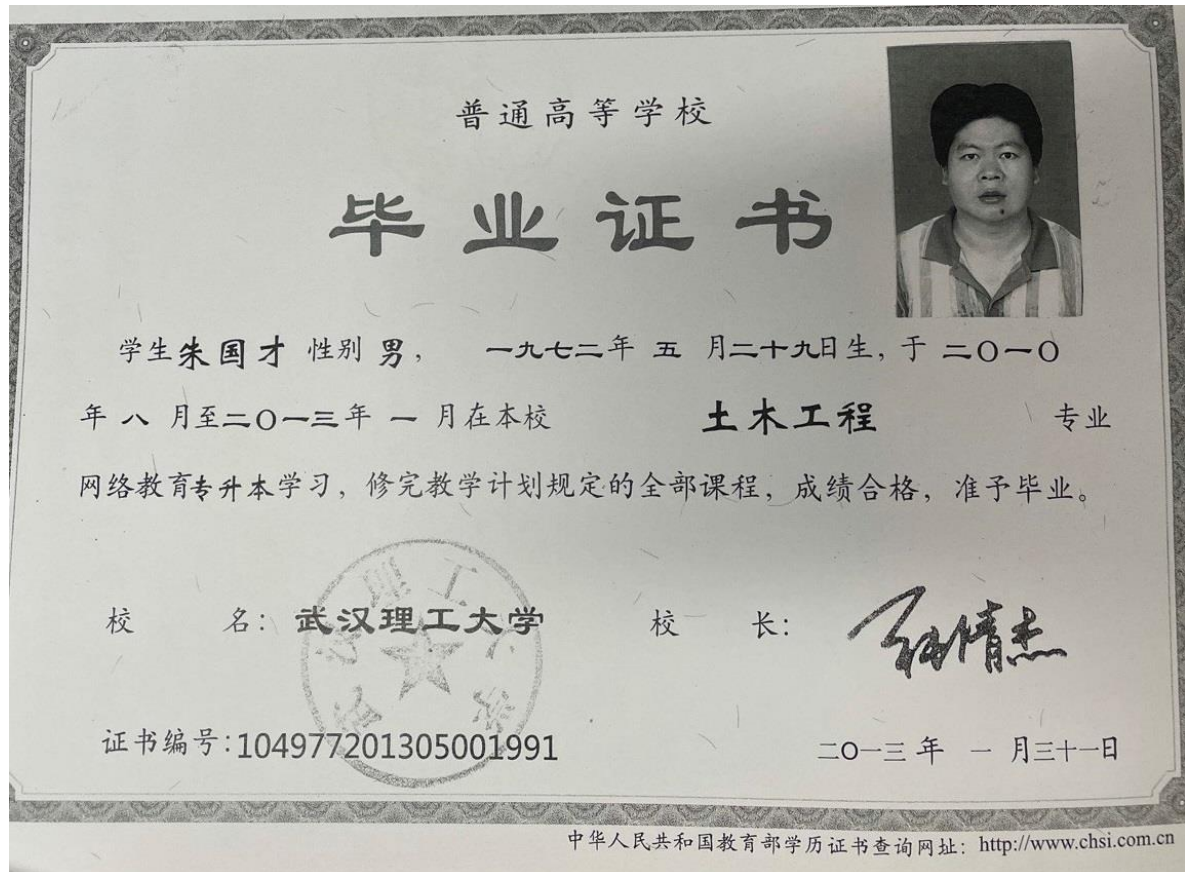 普通高等学校
毕业证书
学生朱国才 性别 男， 一九七二年 五 月二十九日生，于 二〇一〇
年 八 月至二〇一三年 一 月在本校 土木工程 专业
网络教育专升本学习，修完教学计划规定的全部课程，成绩合格，准予毕业。
校 名：武汉理工大学 校 长：
武汉理工大学
证书编号：104977201305001991 二〇一三 年 一 月三十一日
中华人民共和国教育部学历证书查询网址：http://www.chsi.com.cn